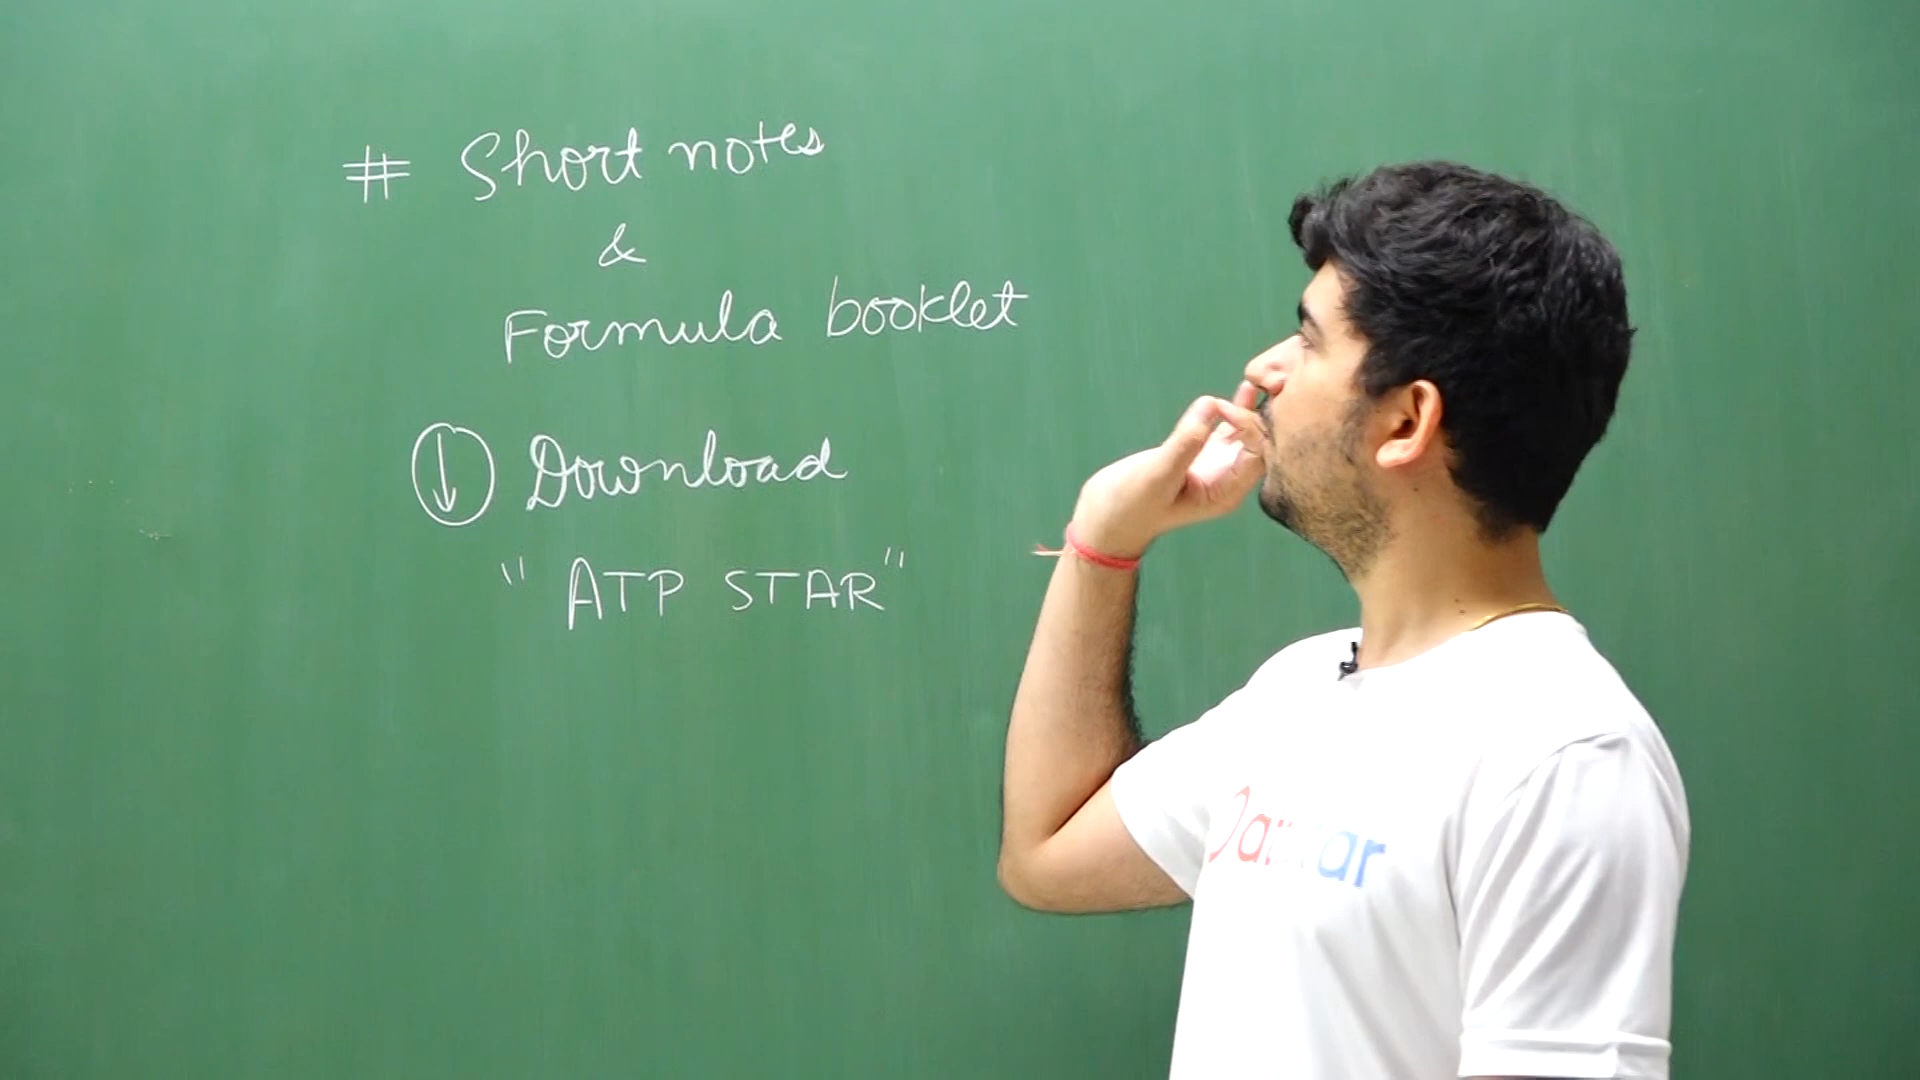 # Short notes
&
Formula booklet
↓ Download
" ATP STAR"